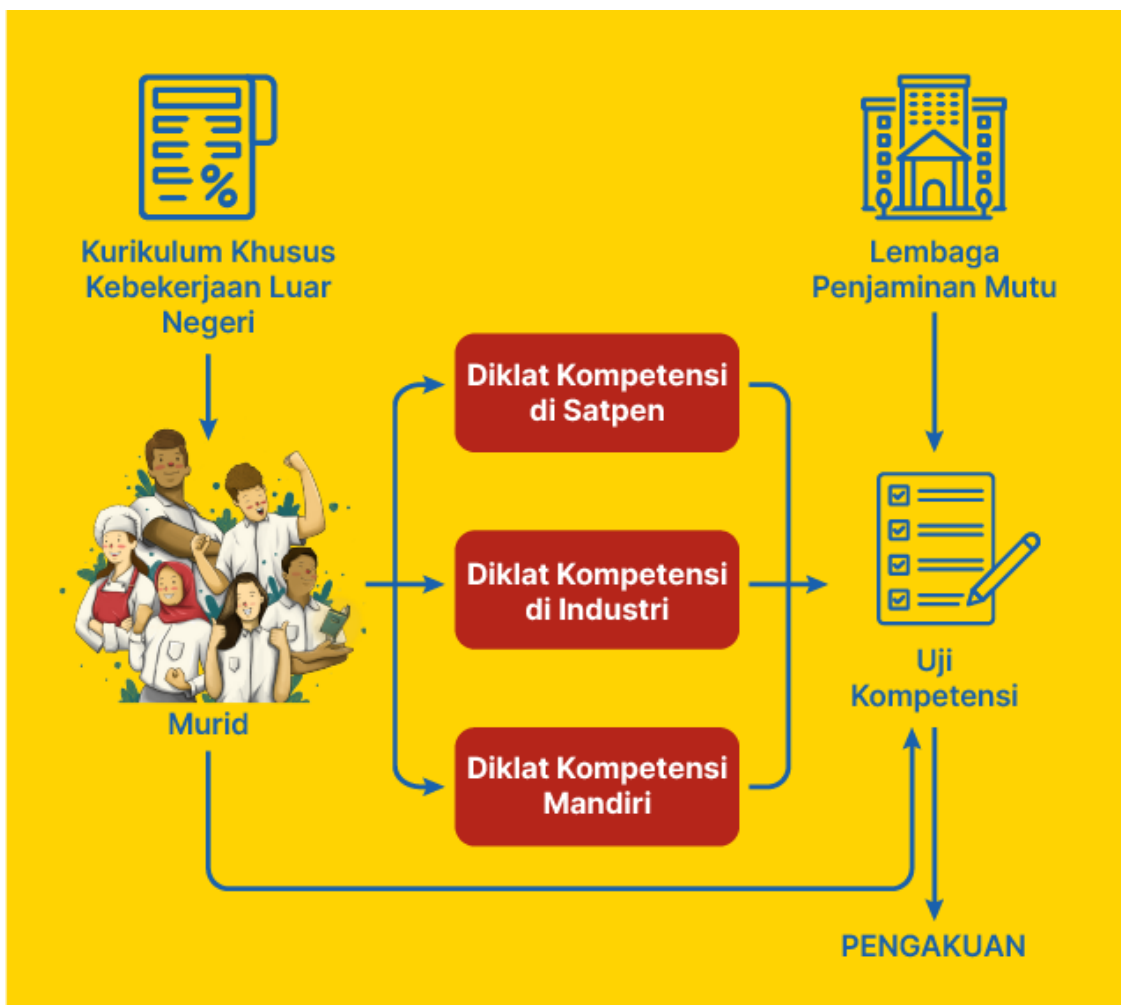 Kurikulum Khusus
Kebekerjaan Luar
Negeri
Lembaga
Penjaminan Mutu
Diklat Kompetensi
di Satpen
Diklat Kompetensi
di Industri
Diklat Kompetensi
Mandiri
Murid
Uji
Kompetensi
PENGAKUAN